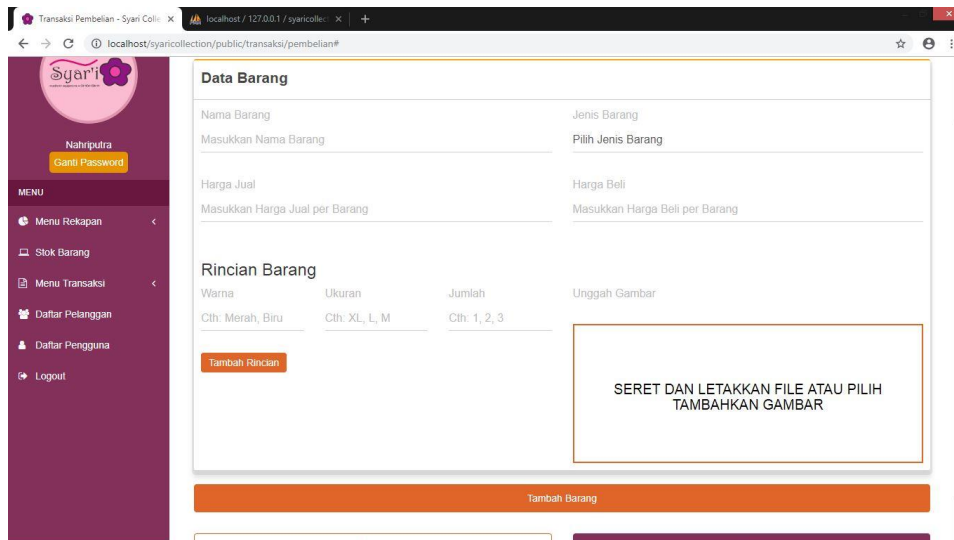 Transaksi Pembelian - Syari Colle
localhost / 127.0.0.1 / syaricollec
localhost/syaricollection/public/transaksi/pembelian#
Syar'i
Nahriputra
Ganti Password
MENU
Menu Rekapan
Stok Barang
Menu Transaksi
Daftar Pelanggan
Daftar Pengguna
Logout
Data Barang
Nama Barang
Jenis Barang
Masukkan Nama Barang
Pilih Jenis Barang
Harga Jual
Harga Beli
Masukkan Harga Jual per Barang
Masukkan Harga Beli per Barang
Rincian Barang
Warna
Ukuran
Jumlah
Unggah Gambar
Cth: Merah, Biru
Cth: XL, L, M
Cth: 1, 2, 3
Tambah Rincian
SERET DAN LETAKKAN FILE ATAU PILIH
TAMBAHKAN GAMBAR
Tambah Barang